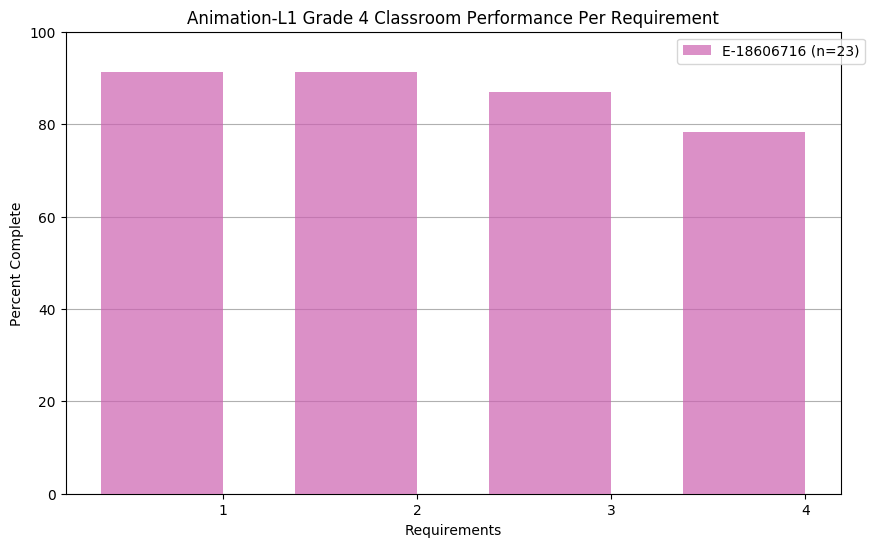 Animation-L1 Grade 4 Classroom Performance Per Requirement
E-18606716 (n=23)
Percent Complete
100
80
60
40
20
0
1
2
3
4
Requirements